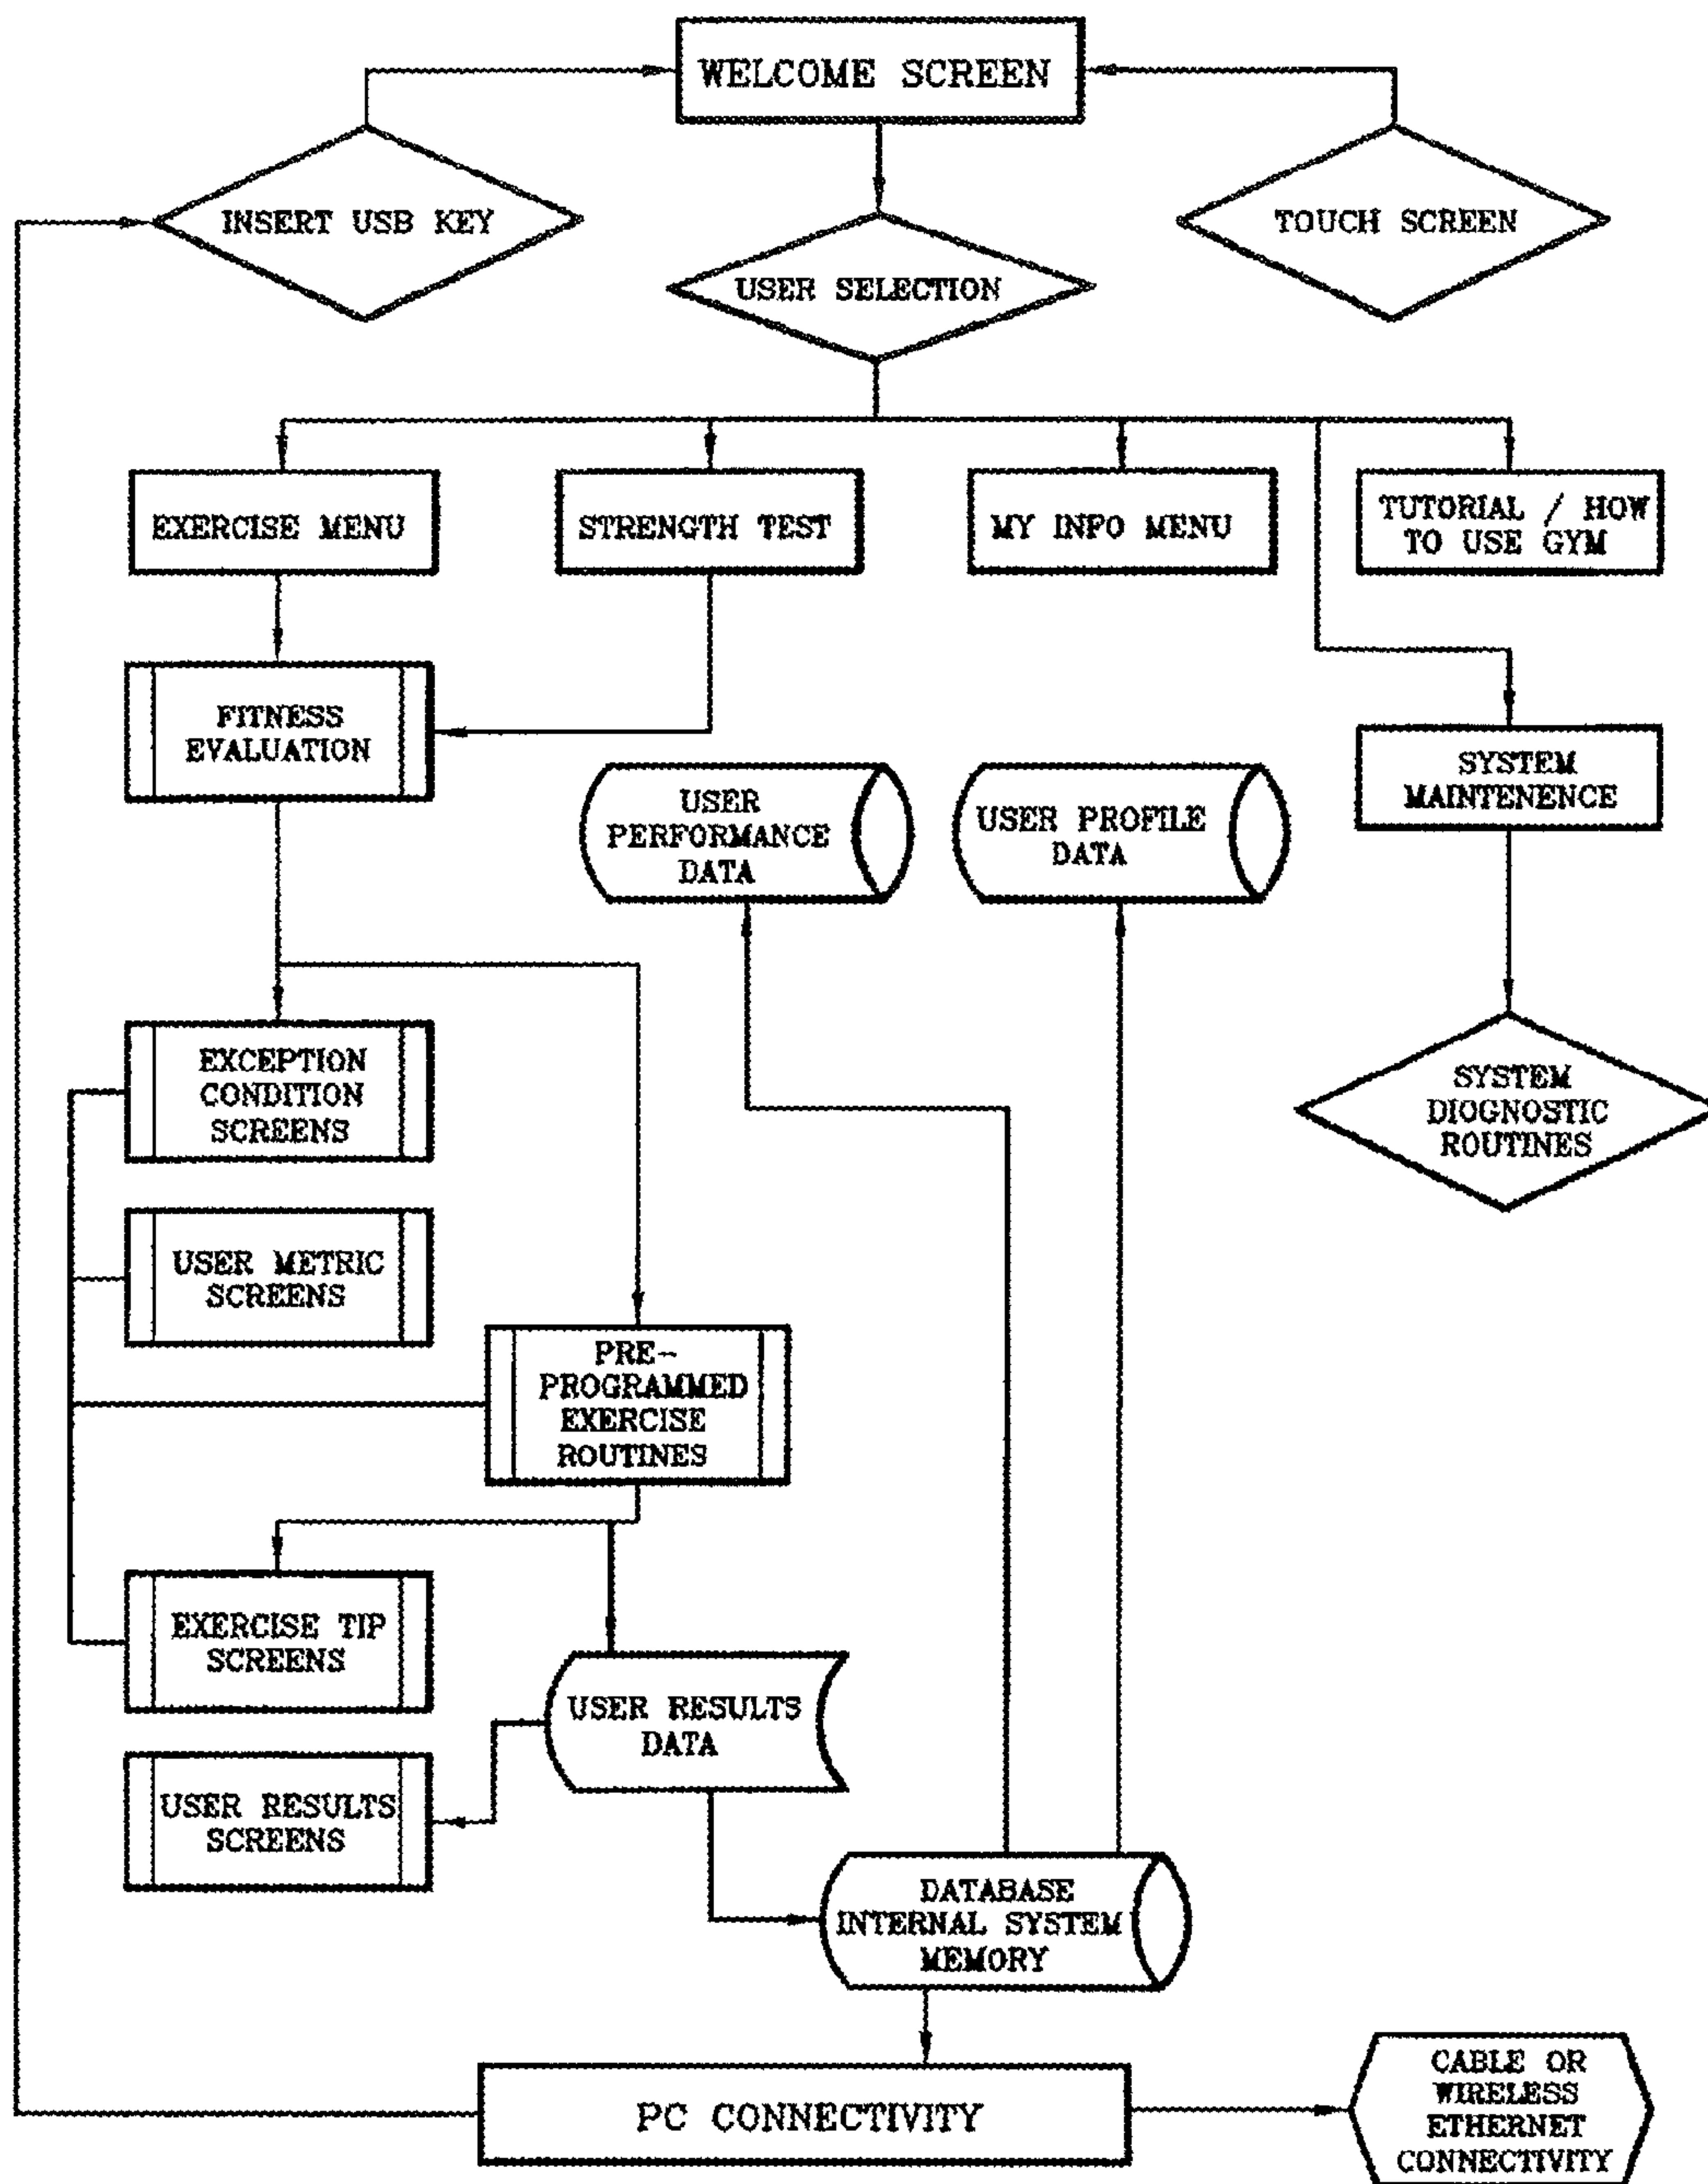 WELCOME SCREEN
INSERT USB KEY
TOUCH SCREEN
USER SELECTION
EXERCISE MENU
STRENGTH TEST
MY INFO MENU
TUTORIAL / HOW
TO USE GYM
FITNESS
EVALUATION
USER
PERFORMANCE
DATA
USER PROFILE
DATA
SYSTEM
MAINTENENCE
EXCEPTION
CONDITION
SCREENS
SYSTEM
DIOGNOSTIC
ROUTINES
USER METRIC
SCREENS
PRE-
PROGRAMMED
EXERCISE
ROUTINES
EXERCISE TIP
SCREENS
USER RESULTS
DATA
USER RESULTS
SCREENS
DATABASE
INTERNAL SYSTEM
MEMORY
PC CONNECTIVITY
CABLE OR
WIRELESS
ETHERNET
CONNECTIVITY